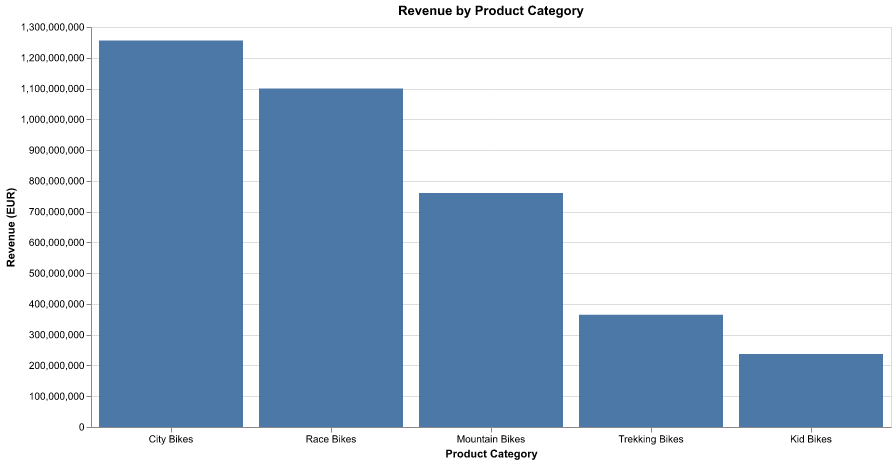 Revenue by Product Category
1,300,000,000
1,200,000,000
1,100,000,000
1,000,000,000
900,000,000
800,000,000
700,000,000
600,000,000
500,000,000
400,000,000
300,000,000
200,000,000
100,000,000
0
Revenue (EUR)
City Bikes
Race Bikes
Mountain Bikes
Trekking Bikes
Kid Bikes
Product Category